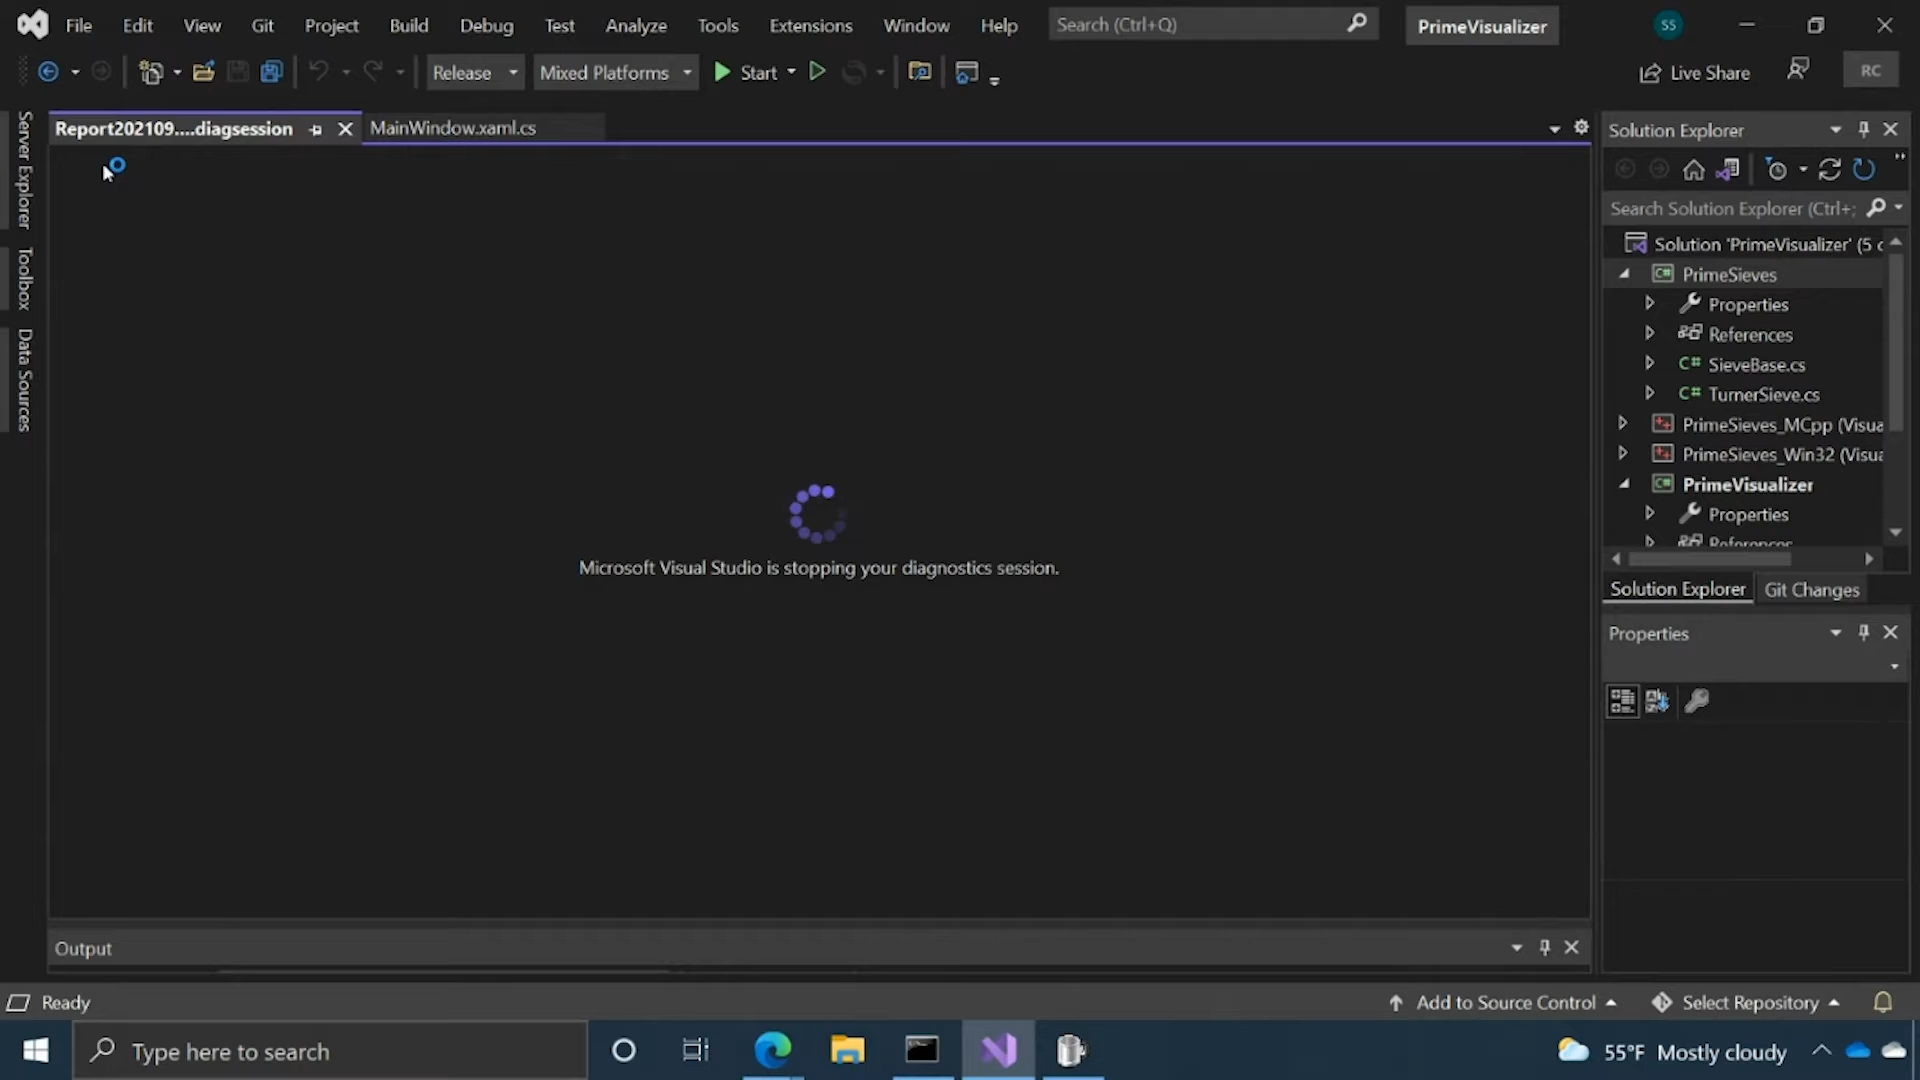 File Edit View Git Project Build Debug Test Analyze Tools Extensions Window Help Search (Ctrl+Q) PrimeVisualizer SS
Release Mixed Platforms Start Live Share RC
Server Explorer
Toolbox
Data Sources
Report202109....diagsession MainWindow.xaml.cs
Microsoft Visual Studio is stopping your diagnostics session.
Output
Solution Explorer
Search Solution Explorer (Ctrl+;
Solution 'PrimeVisualizer' (5 o
PrimeSieves
Properties
References
C# SieveBase.cs
C# TurnerSieve.cs
PrimeSieves_MCpp (Visua
PrimeSieves_Win32 (Visua
PrimeVisualizer
Properties
References
Solution Explorer Git Changes
Properties
Ready Add to Source Control Select Repository
Type here to search 55°F Mostly cloudy